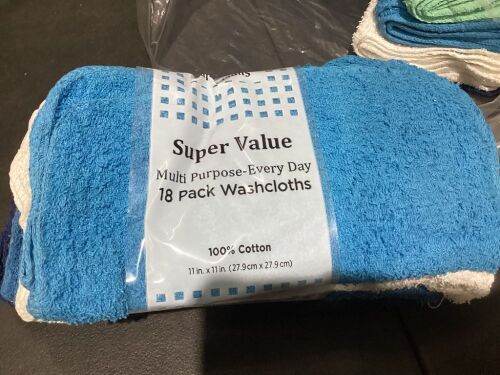 Super Value
Multi Purpose-Every Day
18 Pack Washcloths
100% Cotton
11 in. x 11 in. (27.9 cm x 27.9 cm)